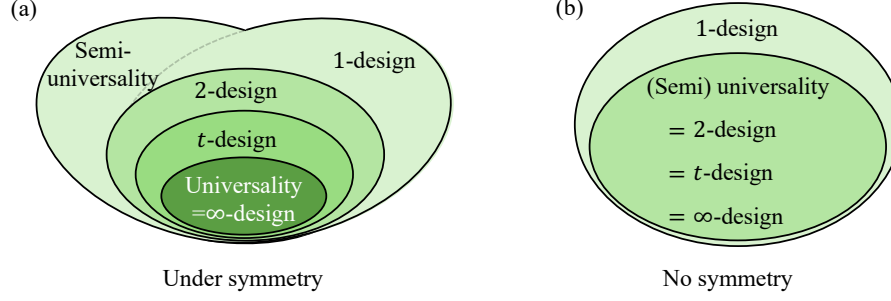 (a)
Semi-
universality
1-design
2-design
t-design
Universality
=∞-design
Under symmetry
(b)
1-design
(Semi) universality
= 2-design
= t-design
= ∞-design
No symmetry